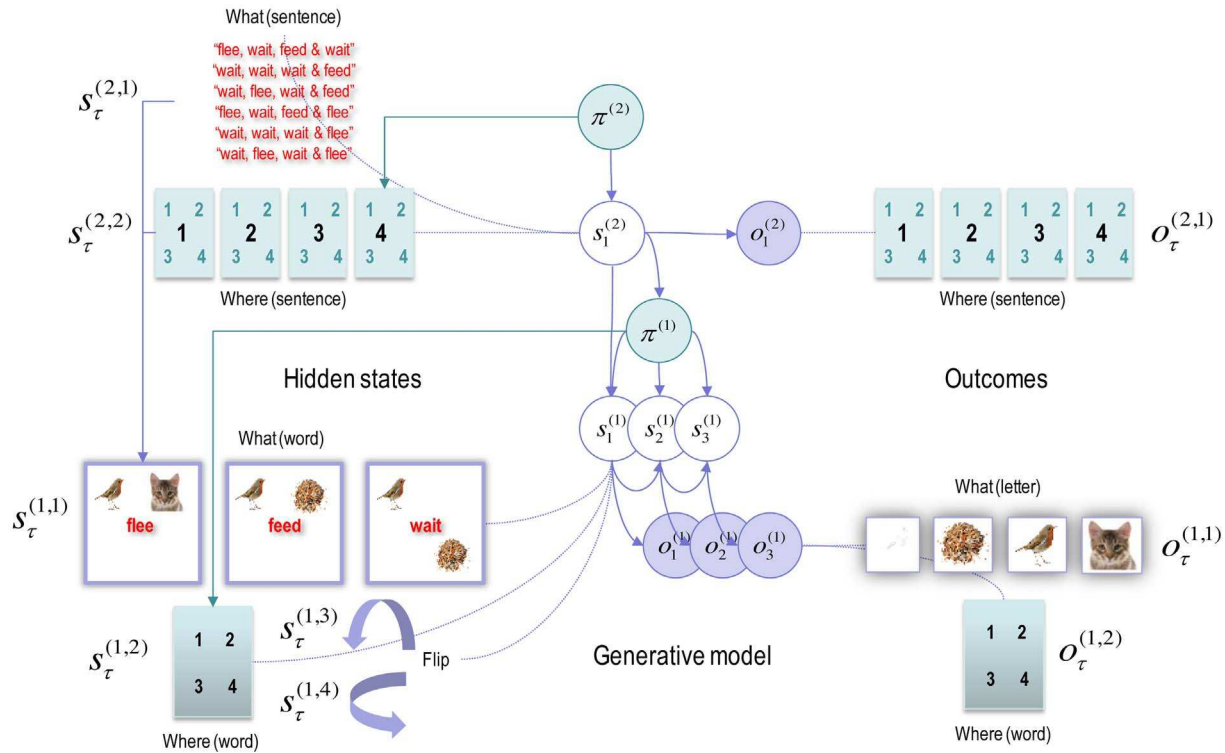 What (sentence)
“flee, wait, feed & wait”
“wait, wait, wait & feed”
“wait, flee, wait & feed”
“flee, wait, feed & flee”
“wait, wait, wait & flee”
“wait, flee, wait & flee”
s_τ^(2,1)
π^(2)
s_τ^(2,2)
1 2 1 3 4
1 2 2 3 4
1 2 3 3 4
1 2 4 3 4
Where (sentence)
s_1^(2)
o_1^(2)
1 2 1 3 4
1 2 2 3 4
1 2 3 3 4
1 2 4 3 4
o_τ^(2,1)
Where (sentence)
π^(1)
Hidden states
Outcomes
s_1^(1) s_2^(1) s_3^(1)
What (word)
s_τ^(1,1)
flee
feed
wait
o_1^(1) o_2^(1) o_3^(1)
What (letter)
o_τ^(1,1)
s_τ^(1,2)
1 2
3 4
Where (word)
s_τ^(1,3)
Flip
s_τ^(1,4)
Generative model
1 2
3 4
o_τ^(1,2)
Where (word)